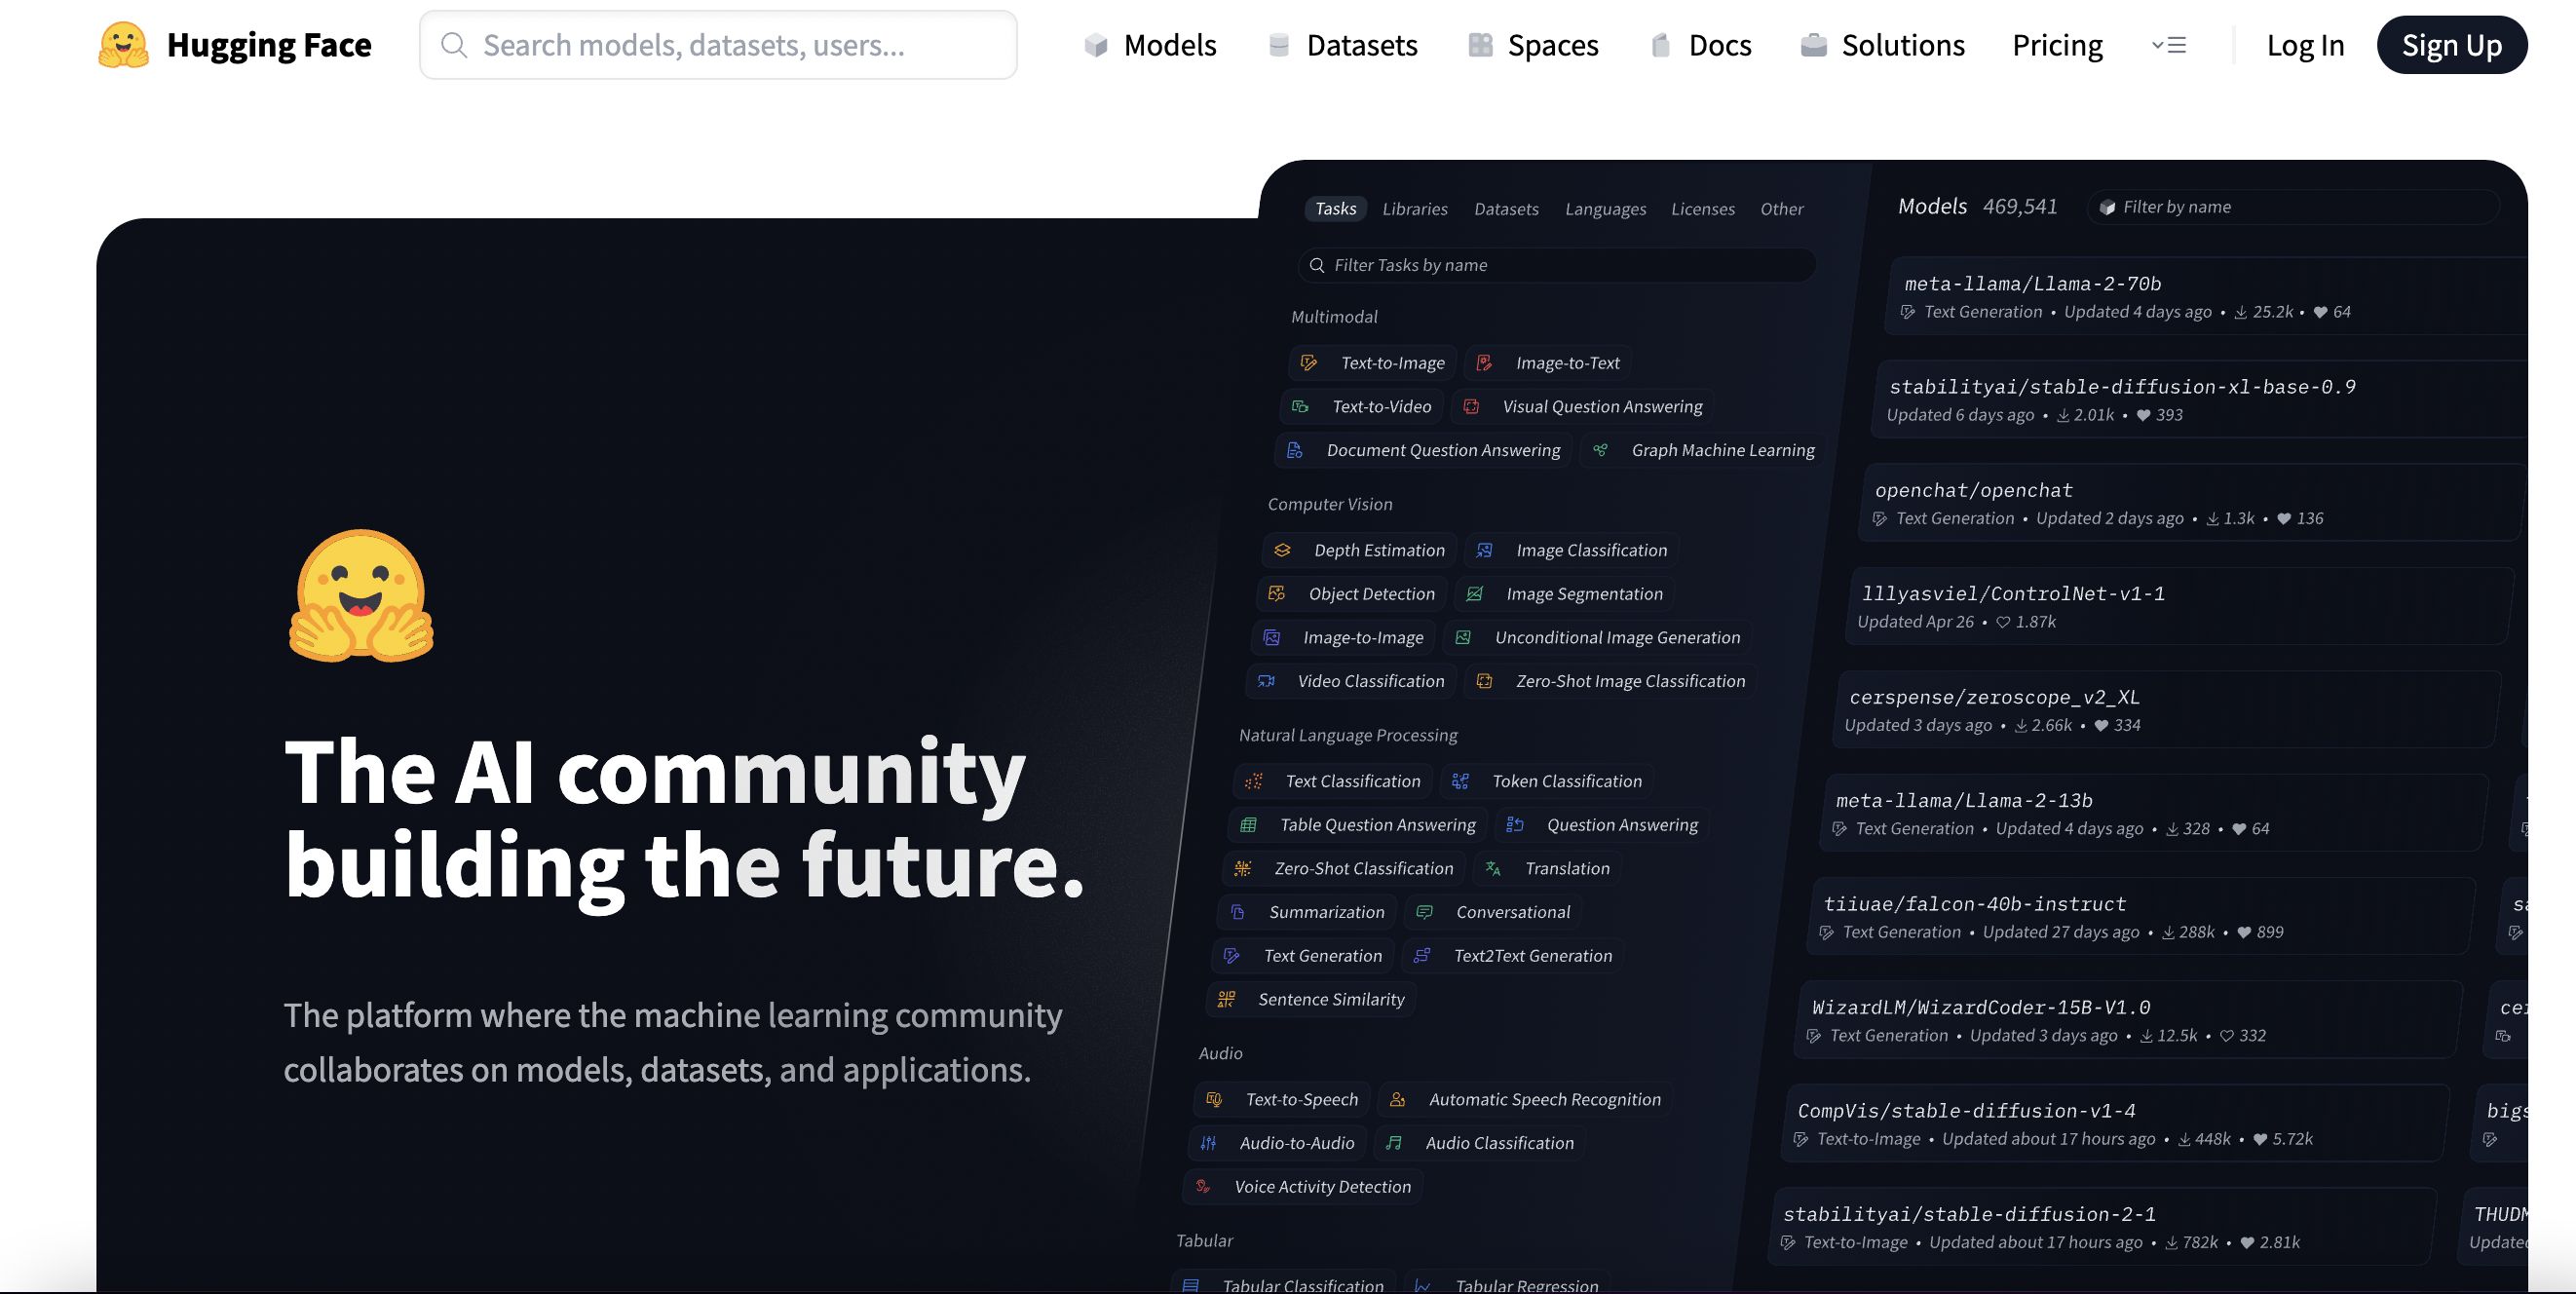 Hugging Face
Search models, datasets, users...
Models
Datasets
Spaces
Docs
Solutions
Pricing
Log In
Sign Up
The AI community
building the future.
The platform where the machine learning community
collaborates on models, datasets, and applications.
Tasks Libraries Datasets Languages Licenses Other
Filter Tasks by name
Multimodal
Text-to-Image Image-to-Text
Text-to-Video Visual Question Answering
Document Question Answering Graph Machine Learning
Computer Vision
Depth Estimation Image Classification
Object Detection Image Segmentation
Image-to-Image Unconditional Image Generation
Video Classification Zero-Shot Image Classification
Natural Language Processing
Text Classification Token Classification
Table Question Answering Question Answering
Zero-Shot Classification Translation
Summarization Conversational
Text Generation Text2Text Generation
Sentence Similarity
Audio
Text-to-Speech Automatic Speech Recognition
Audio-to-Audio Audio Classification
Voice Activity Detection
Tabular
Tabular Classification Tabular Regression
Models 469,541 Filter by name
meta-llama/Llama-2-70b
Text Generation • Updated 4 days ago • 25.2k • 64
stabilityai/stable-diffusion-xl-base-0.9
Updated 6 days ago • 2.01k • 393
openchat/openchat
Text Generation • Updated 2 days ago • 1.3k • 136
lllyasviel/ControlNet-v1-1
Updated Apr 26 • 1.87k
cerspense/zeroscope_v2_XL
Updated 3 days ago • 2.66k • 334
meta-llama/Llama-2-13b
Text Generation • Updated 4 days ago • 328 • 64
tiiuae/falcon-40b-instruct
Text Generation • Updated 27 days ago • 288k • 899
WizardLM/WizardCoder-15B-V1.0
Text Generation • Updated 3 days ago • 12.5k • 332
CompVis/stable-diffusion-v1-4
Text-to-Image • Updated about 17 hours ago • 448k • 5.72k
stabilityai/stable-diffusion-2-1
Text-to-Image • Updated about 17 hours ago • 782k • 2.81k